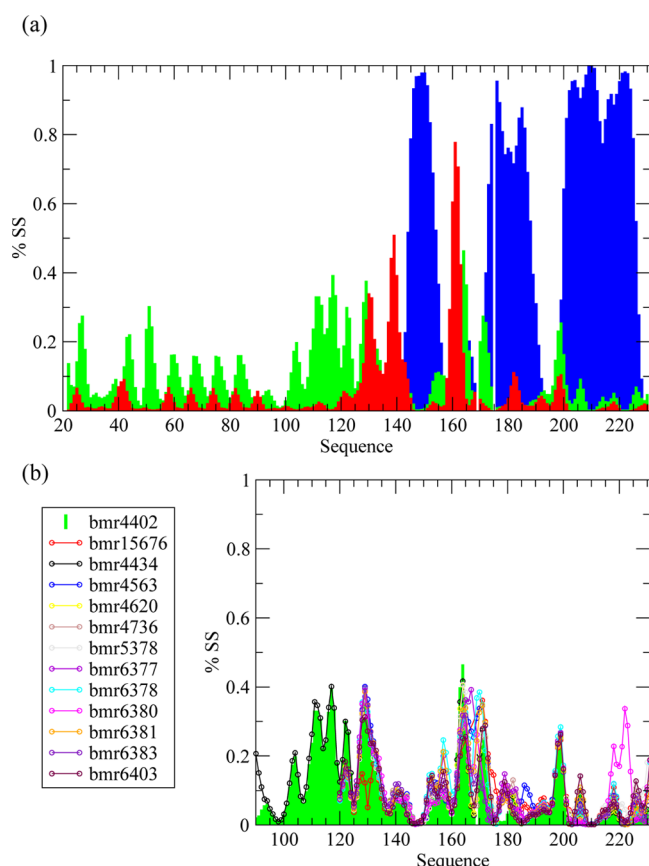 (a)
1
0.8
0.6
% SS
0.4
0.2
0
20 40 60 80 100 120 140 160 180 200 220
Sequence
(b)
1
bmr4402
bmr15676
0.8
bmr4434
bmr4563
0.6
bmr4620
bmr4736
% SS
bmr5378
0.4
bmr6377
bmr6378
bmr6380
0.2
bmr6381
bmr6383
bmr6403
0
100 120 140 160 180 200 220
Sequence